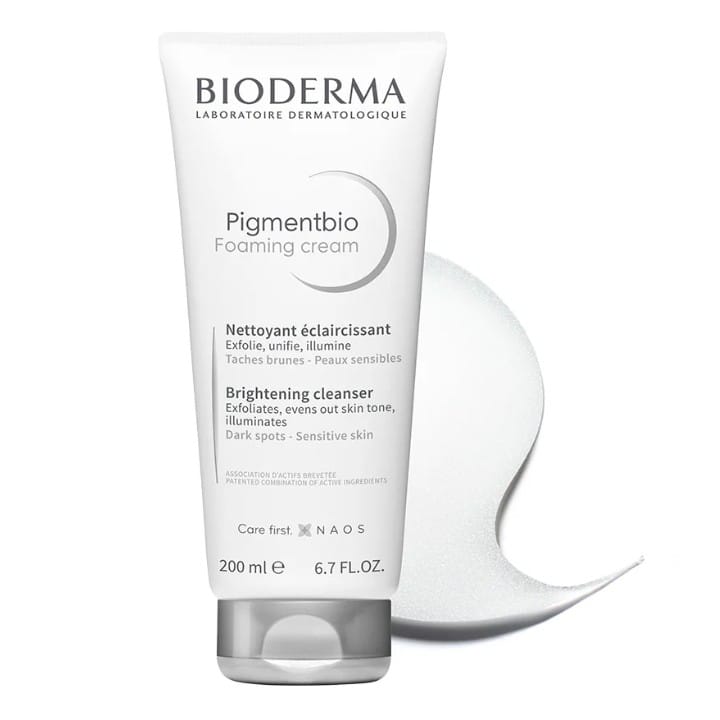 BIODERMA
LABORATOIRE DERMATOLOGIQUE
Pigmentbio
Foaming cream
Nettoyant éclaircissant
Exfolie, unifie, illumine
Taches brunes - Peaux sensibles
Brightening cleanser
Exfoliates, evens out skin tone,
illuminates
Dark spots - Sensitive skin
ASSOCIATION D'ACTIFS BREVETÉE
PATENTED COMBINATION OF ACTIVE INGREDIENTS
Care first. NAOS
200 ml ℮ 6.7 FL.OZ.